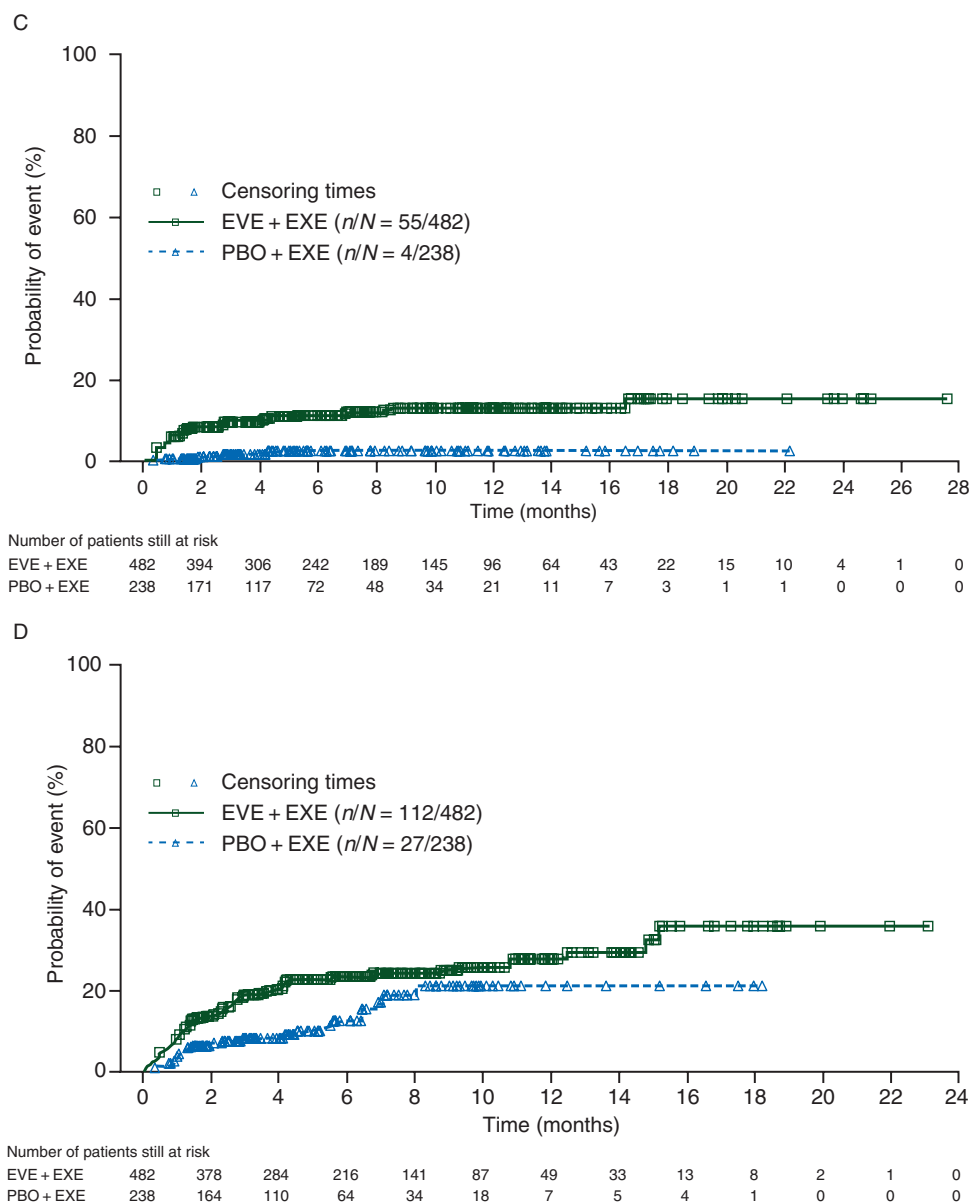 C
100
80
60
40
20
0
Probability of event (%)
Censoring times
EVE + EXE (n/N = 55/482)
PBO + EXE (n/N = 4/238)
0 2 4 6 8 10 12 14 16 18 20 22 24 26 28
Time (months)
Number of patients still at risk
EVE + EXE 482 394 306 242 189 145 96 64 43 22 15 10 4 1 0
PBO + EXE 238 171 117 72 48 34 21 11 7 3 1 1 0 0 0
D
100
80
60
40
20
0
Probability of event (%)
Censoring times
EVE + EXE (n/N = 112/482)
PBO + EXE (n/N = 27/238)
0 2 4 6 8 10 12 14 16 18 20 22 24
Time (months)
Number of patients still at risk
EVE + EXE 482 378 284 216 141 87 49 33 13 8 2 1 0
PBO + EXE 238 164 110 64 34 18 7 5 4 1 0 0 0